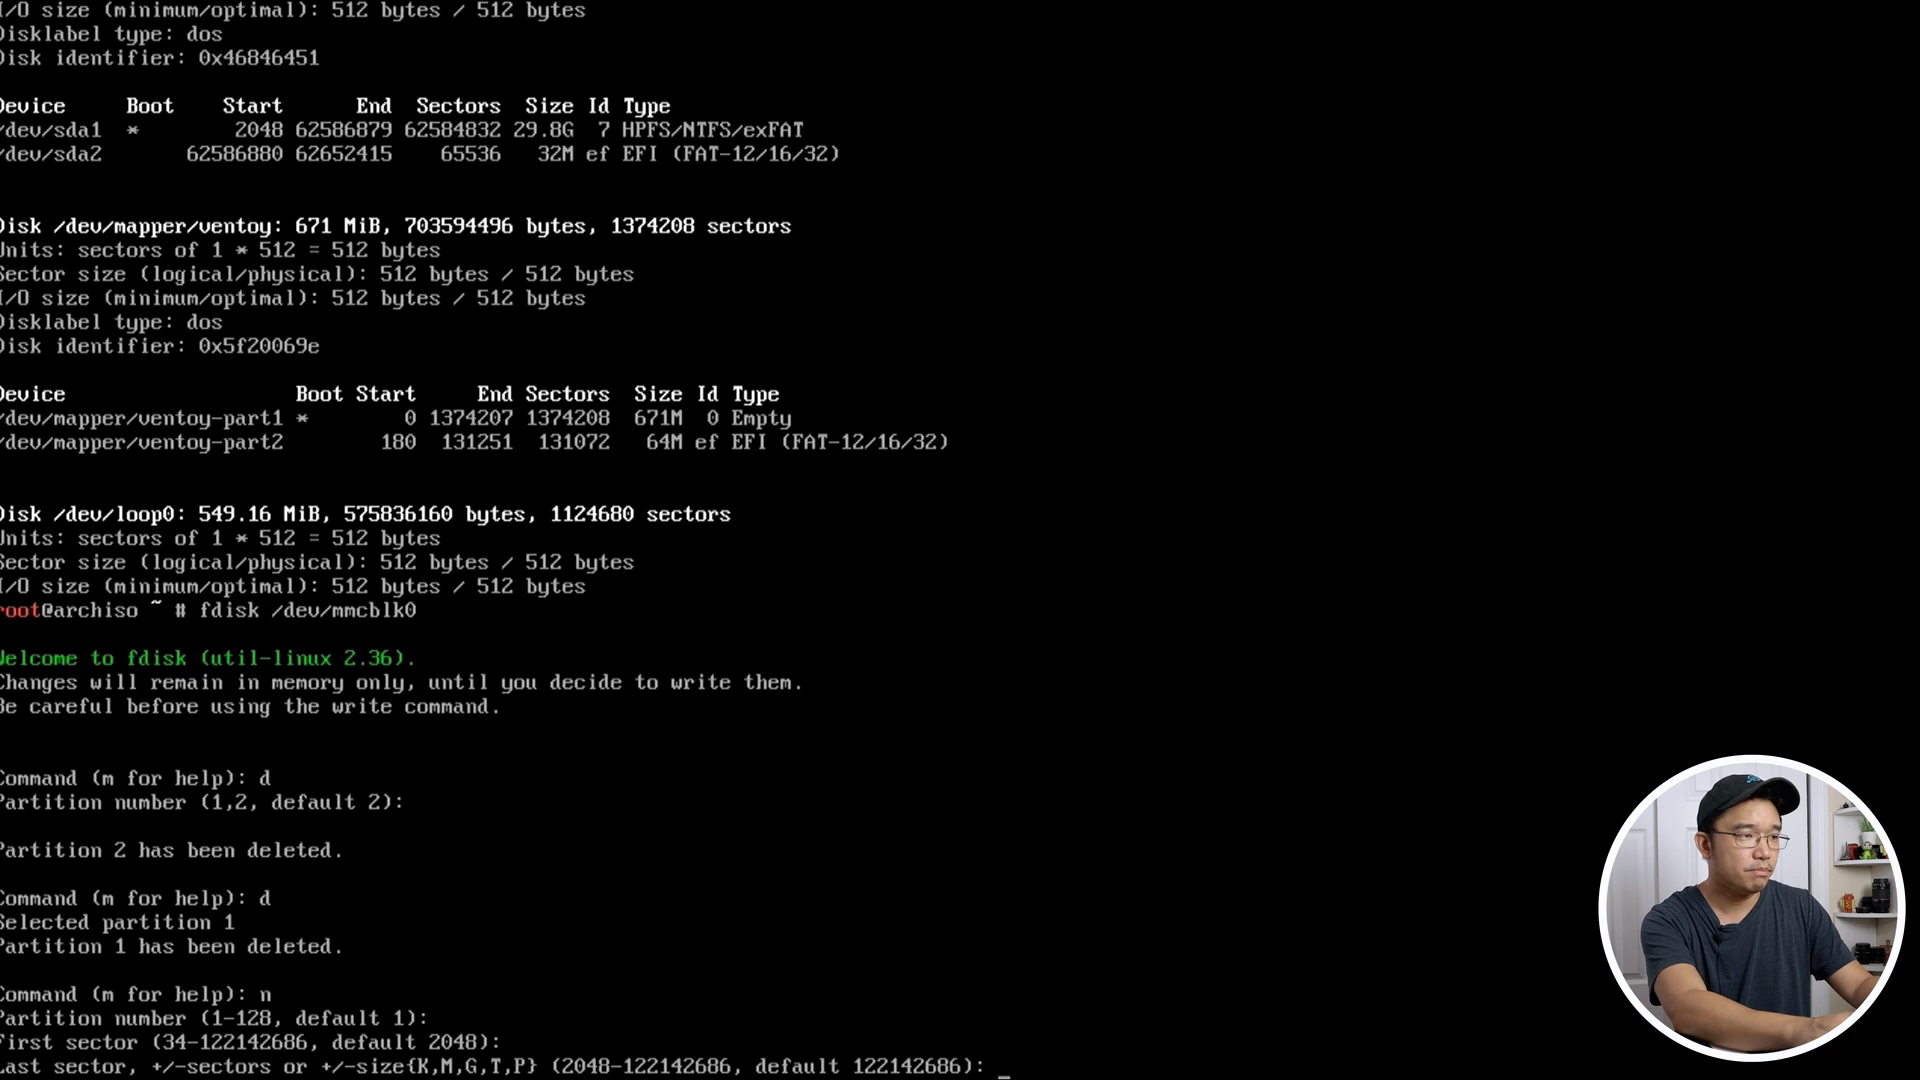 I/O size (minimum/optimal): 512 bytes / 512 bytes
Disklabel type: dos
Disk identifier: 0x46846451
Device Boot Start End Sectors Size Id Type
/dev/sda1 * 2048 62586879 62584832 29.8G 7 HPFS/NTFS/exFAT
/dev/sda2 62586880 62652415 65536 32M ef EFI (FAT-12/16/32)
Disk /dev/mapper/ventoy: 671 MiB, 703594496 bytes, 1374208 sectors
Units: sectors of 1 * 512 = 512 bytes
Sector size (logical/physical): 512 bytes / 512 bytes
I/O size (minimum/optimal): 512 bytes / 512 bytes
Disklabel type: dos
Disk identifier: 0x5f20069e
Device Boot Start End Sectors Size Id Type
/dev/mapper/ventoy-part1 * 0 1374207 1374208 671M 0 Empty
/dev/mapper/ventoy-part2 180 131251 131072 64M ef EFI (FAT-12/16/32)
Disk /dev/loop0: 549.16 MiB, 575836160 bytes, 1124680 sectors
Units: sectors of 1 * 512 = 512 bytes
Sector size (logical/physical): 512 bytes / 512 bytes
I/O size (minimum/optimal): 512 bytes / 512 bytes
root@archiso ~ # fdisk /dev/mmcblk0
Welcome to fdisk (util-linux 2.36).
Changes will remain in memory only, until you decide to write them.
Be careful before using the write command.
Command (m for help): d
Partition number (1,2, default 2):
Partition 2 has been deleted.
Command (m for help): d
Selected partition 1
Partition 1 has been deleted.
Command (m for help): n
Partition number (1-128, default 1):
First sector (34-122142686, default 2048):
Last sector, +/-sectors or +/-size{K,M,G,T,P} (2048-122142686, default 122142686): _